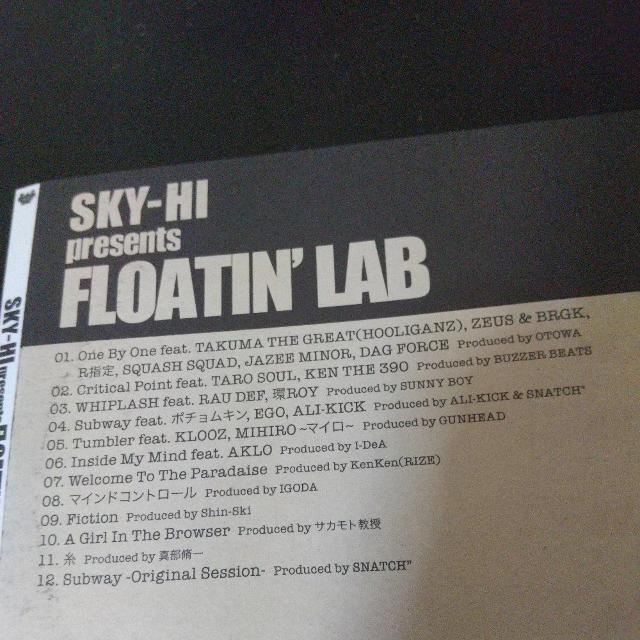 SKY-HI
presents
FLOATIN' LAB
01. One By One feat. TAKUMA THE GREAT(HOOLIGANZ), ZEUS & BRGK,
R指定, SQUASH SQUAD, JAZEE MINOR, DAG FORCE Produced by OTOWA
02. Critical Point feat. TARO SOUL, KEN THE 390 Produced by BUZZER BEATS
03. WHIPLASH feat. RAU DEF, 環ROY Produced by SUNNY BOY
04. Subway feat. ポチョムキン, EGO, ALI-KICK Produced by ALI-KICK & SNATCH"
05. Tumbler feat. KLOOZ, MIHIRO ~マイロ~ Produced by GUNHEAD
06. Inside My Mind feat. AKLO Produced by I-DeA
07. Welcome To The Paradaise Produced by KenKen(RIZE)
08. マインドコントロール Produced by IGODA
09. Fiction Produced by Shin-Ski
10. A Girl In The Browser Produced by サカモト教授
11. 糸 Produced by 真部脩一
12. Subway -Original Session- Produced by SNATCH"
SKY-HI presents